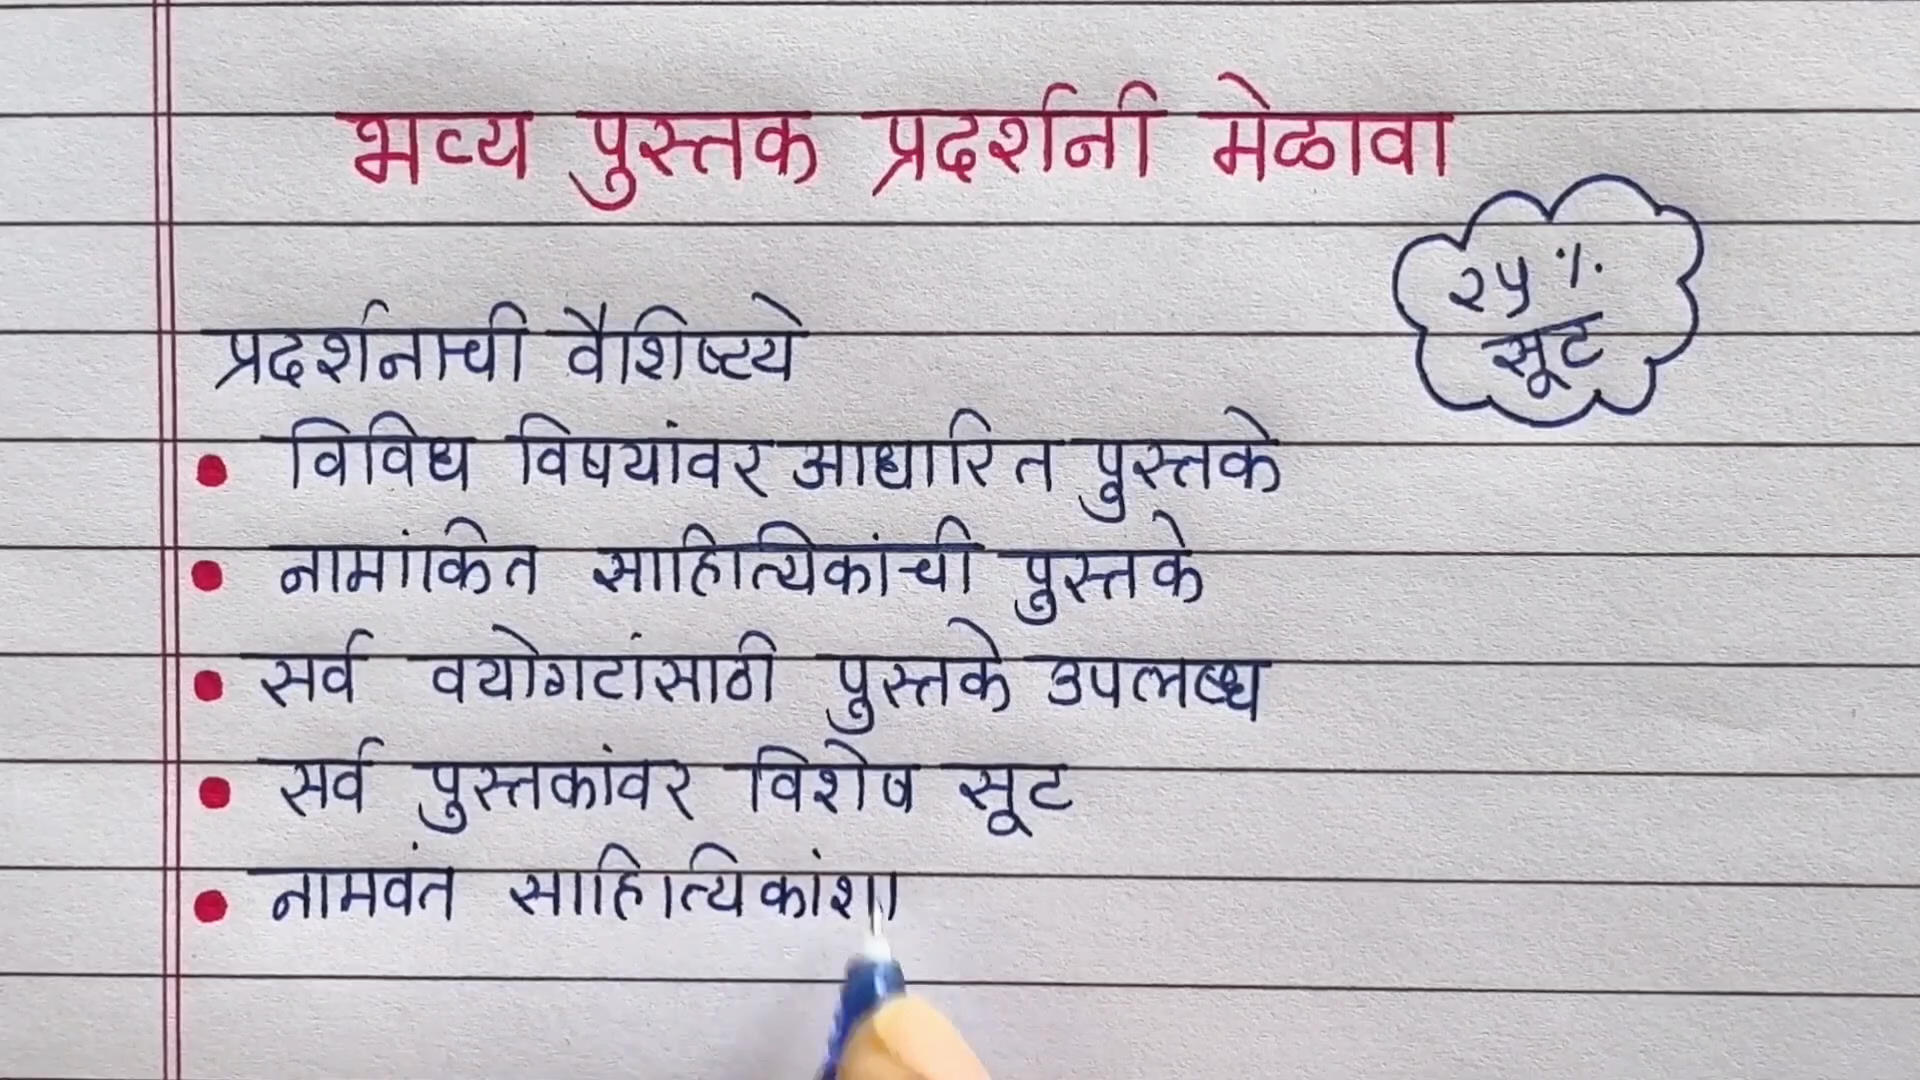 भव्य पुस्तक प्रदर्शनी मेळावा
२५ %
सूट
प्रदर्शनाची वैशिष्ट्ये
• विविध विषयांवर आधारित पुस्तके
• नामांकित साहित्यिकांची पुस्तके
• सर्व वयोगटांसाठी पुस्तके उपलब्ध
• सर्व पुस्तकांवर विशेष सूट
• नामवंत साहित्यिकांशा